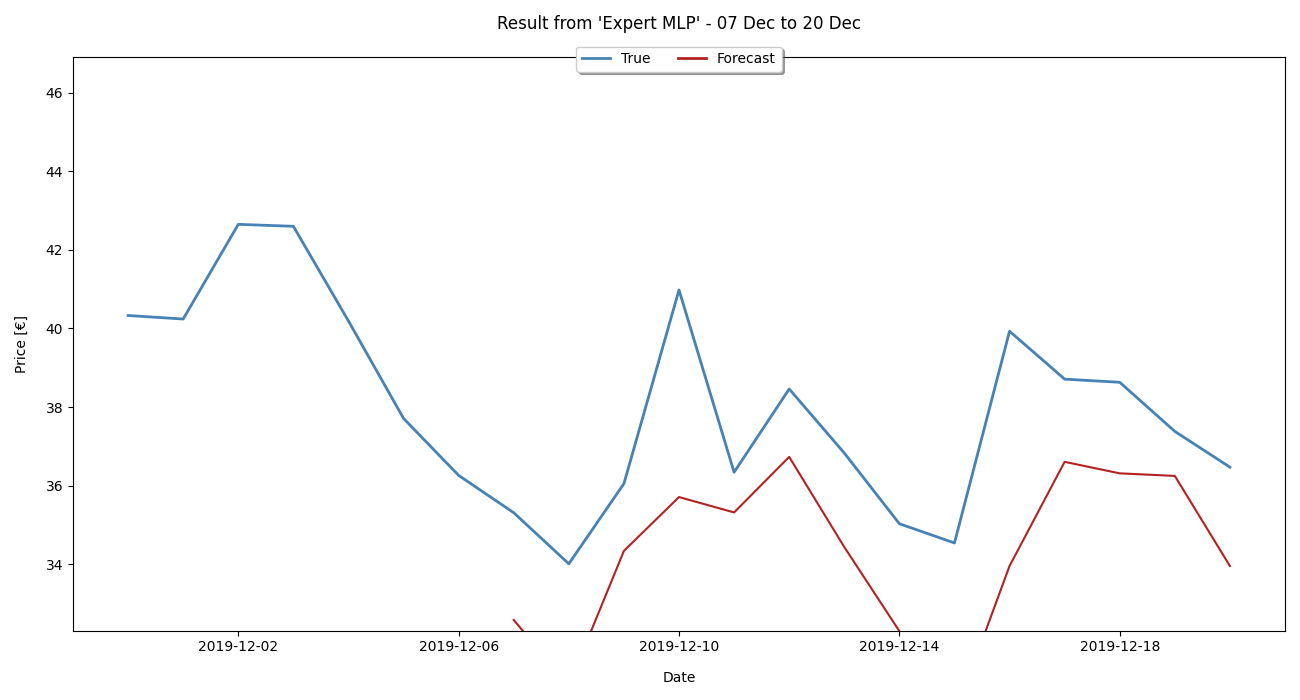 Result from 'Expert MLP' - 07 Dec to 20 Dec
True Forecast
46
44
42
40
38
36
34
Price [€]
2019-12-02 2019-12-06 2019-12-10 2019-12-14 2019-12-18
Date